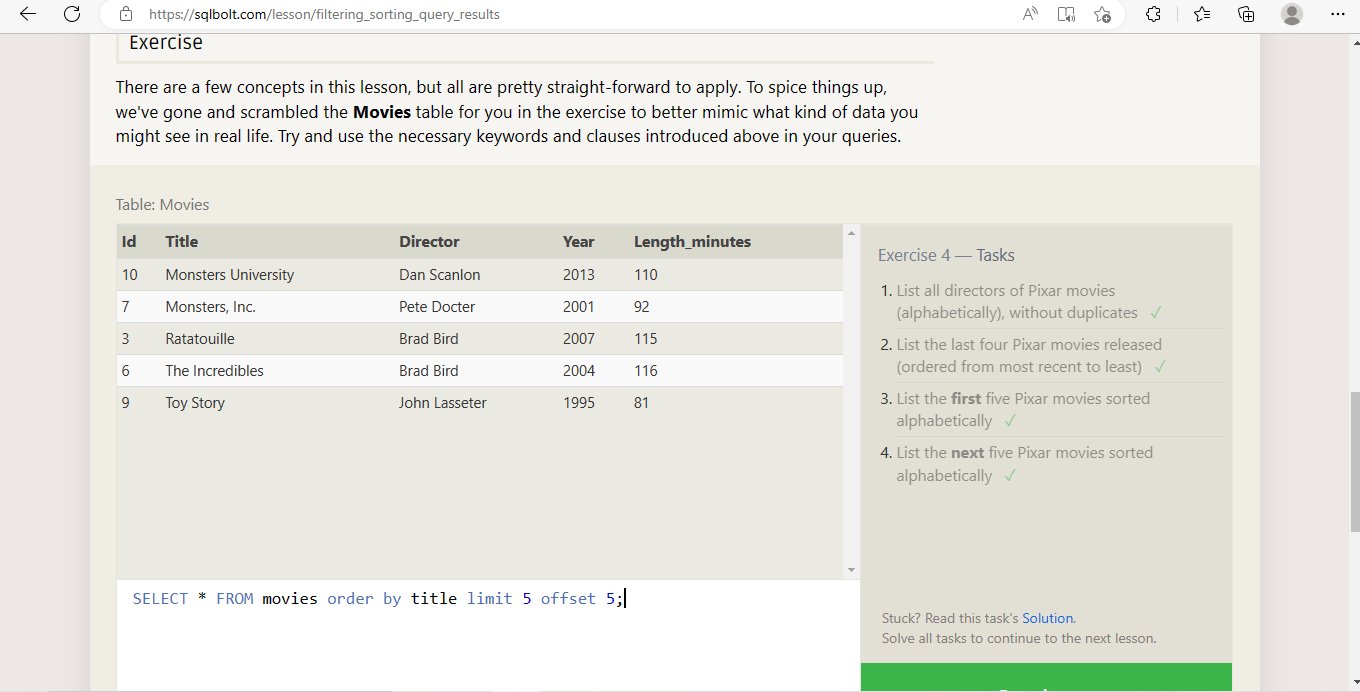 https://sqlbolt.com/lesson/filtering_sorting_query_results
Exercise
There are a few concepts in this lesson, but all are pretty straight-forward to apply. To spice things up,
we've gone and scrambled the Movies table for you in the exercise to better mimic what kind of data you
might see in real life. Try and use the necessary keywords and clauses introduced above in your queries.
Table: Movies
Id Title Director Year Length_minutes
10 Monsters University Dan Scanlon 2013 110
7 Monsters, Inc. Pete Docter 2001 92
3 Ratatouille Brad Bird 2007 115
6 The Incredibles Brad Bird 2004 116
9 Toy Story John Lasseter 1995 81
SELECT * FROM movies order by title limit 5 offset 5;
Exercise 4 — Tasks
1. List all directors of Pixar movies
(alphabetically), without duplicates ✓
2. List the last four Pixar movies released
(ordered from most recent to least) ✓
3. List the first five Pixar movies sorted
alphabetically ✓
4. List the next five Pixar movies sorted
alphabetically ✓
Stuck? Read this task's Solution.
Solve all tasks to continue to the next lesson.